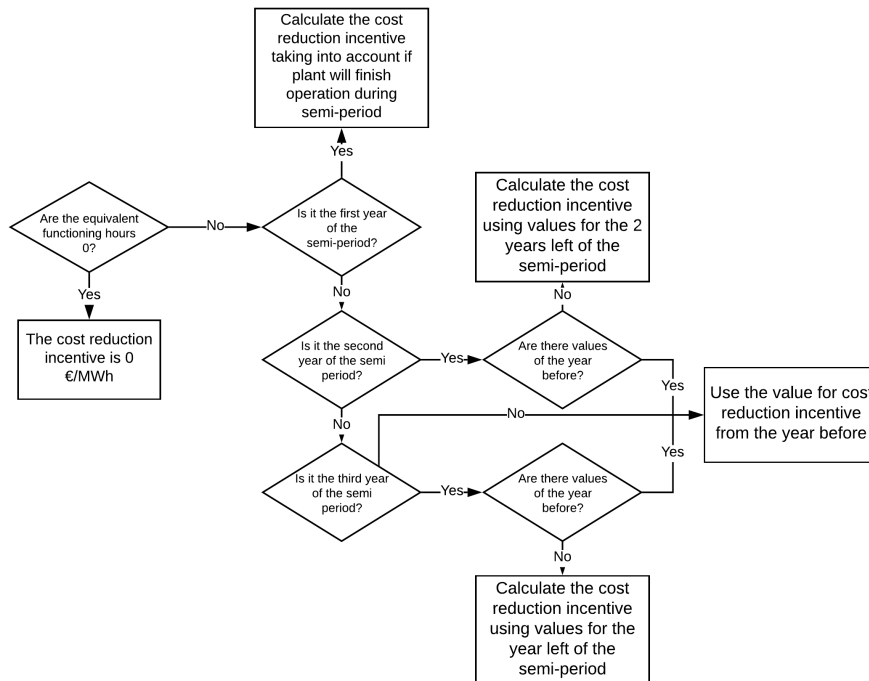 Calculate the cost
reduction incentive
taking into account if
plant will finish
operation during
semi-period
Yes
Are the equivalent
functioning hours
0?
No
Is it the first year
of the
semi-period?
Calculate the cost
reduction incentive
using values for the 2
years left of the
semi-period
Yes
No
No
The cost reduction
incentive is 0
€/MWh
Is it the second
year of the semi
period?
Yes
Are there values
of the year
before?
Yes
Use the value for cost
reduction incentive
from the year before
No
No
Yes
Is it the third year
of the semi
period?
Yes
Are there values
of the year
before?
No
Calculate the cost
reduction incentive
using values for the
year left of the
semi-period